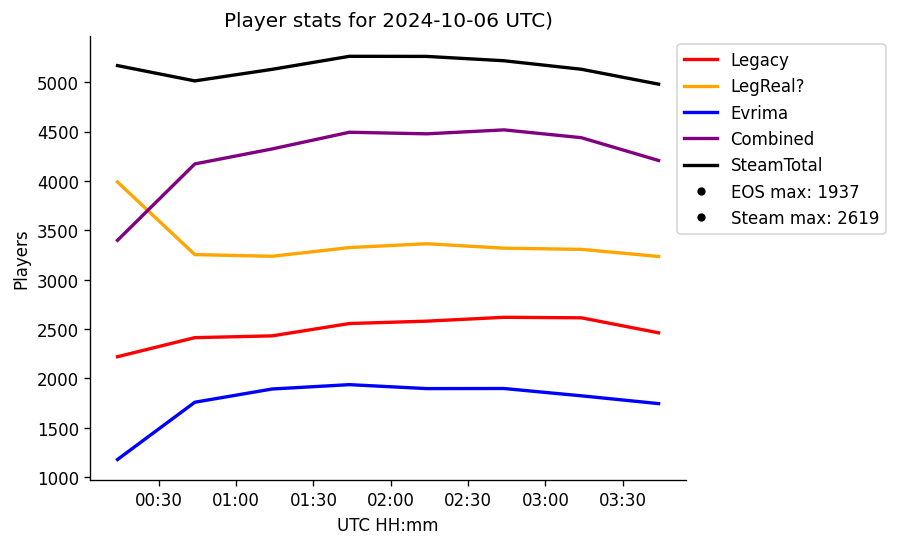 Player stats for 2024-10-06 UTC)
Players
5000
4500
4000
3500
3000
2500
2000
1500
1000
00:30 01:00 01:30 02:00 02:30 03:00 03:30
UTC HH:mm
Legacy
LegReal?
Evrima
Combined
SteamTotal
EOS max: 1937
Steam max: 2619